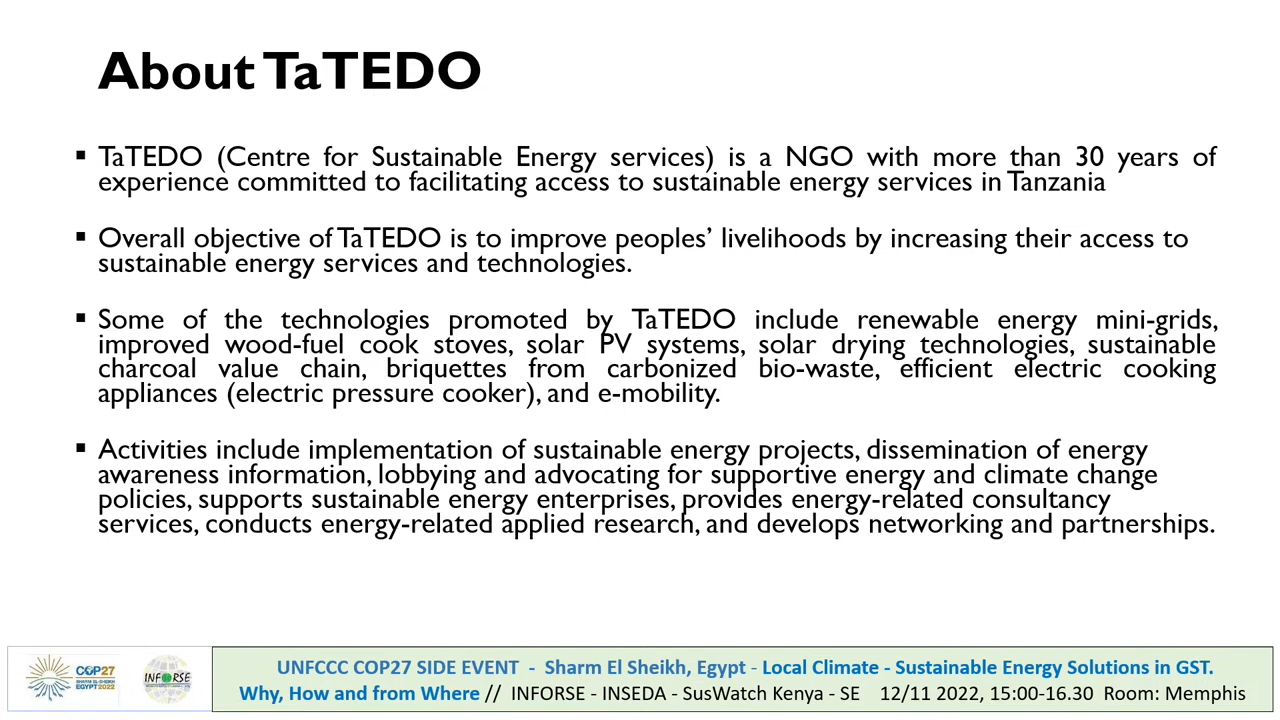 About TaTEDO
▪ TaTEDO (Centre for Sustainable Energy services) is a NGO with more than 30 years of
experience committed to facilitating access to sustainable energy services in Tanzania
▪ Overall objective of TaTEDO is to improve peoples’ livelihoods by increasing their access to
sustainable energy services and technologies.
▪ Some of the technologies promoted by TaTEDO include renewable energy mini-grids,
improved wood-fuel cook stoves, solar PV systems, solar drying technologies, sustainable
charcoal value chain, briquettes from carbonized bio-waste, efficient electric cooking
appliances (electric pressure cooker), and e-mobility.
▪ Activities include implementation of sustainable energy projects, dissemination of energy
awareness information, lobbying and advocating for supportive energy and climate change
policies, supports sustainable energy enterprises, provides energy-related consultancy
services, conducts energy-related applied research, and develops networking and partnerships.
COP27
SHARM EL-SHEIKH
EGYPT2022
INFORSE
UNFCCC COP27 SIDE EVENT - Sharm El Sheikh, Egypt - Local Climate - Sustainable Energy Solutions in GST.
Why, How and from Where // INFORSE - INSEDA - SusWatch Kenya - SE 12/11 2022, 15:00-16.30 Room: Memphis